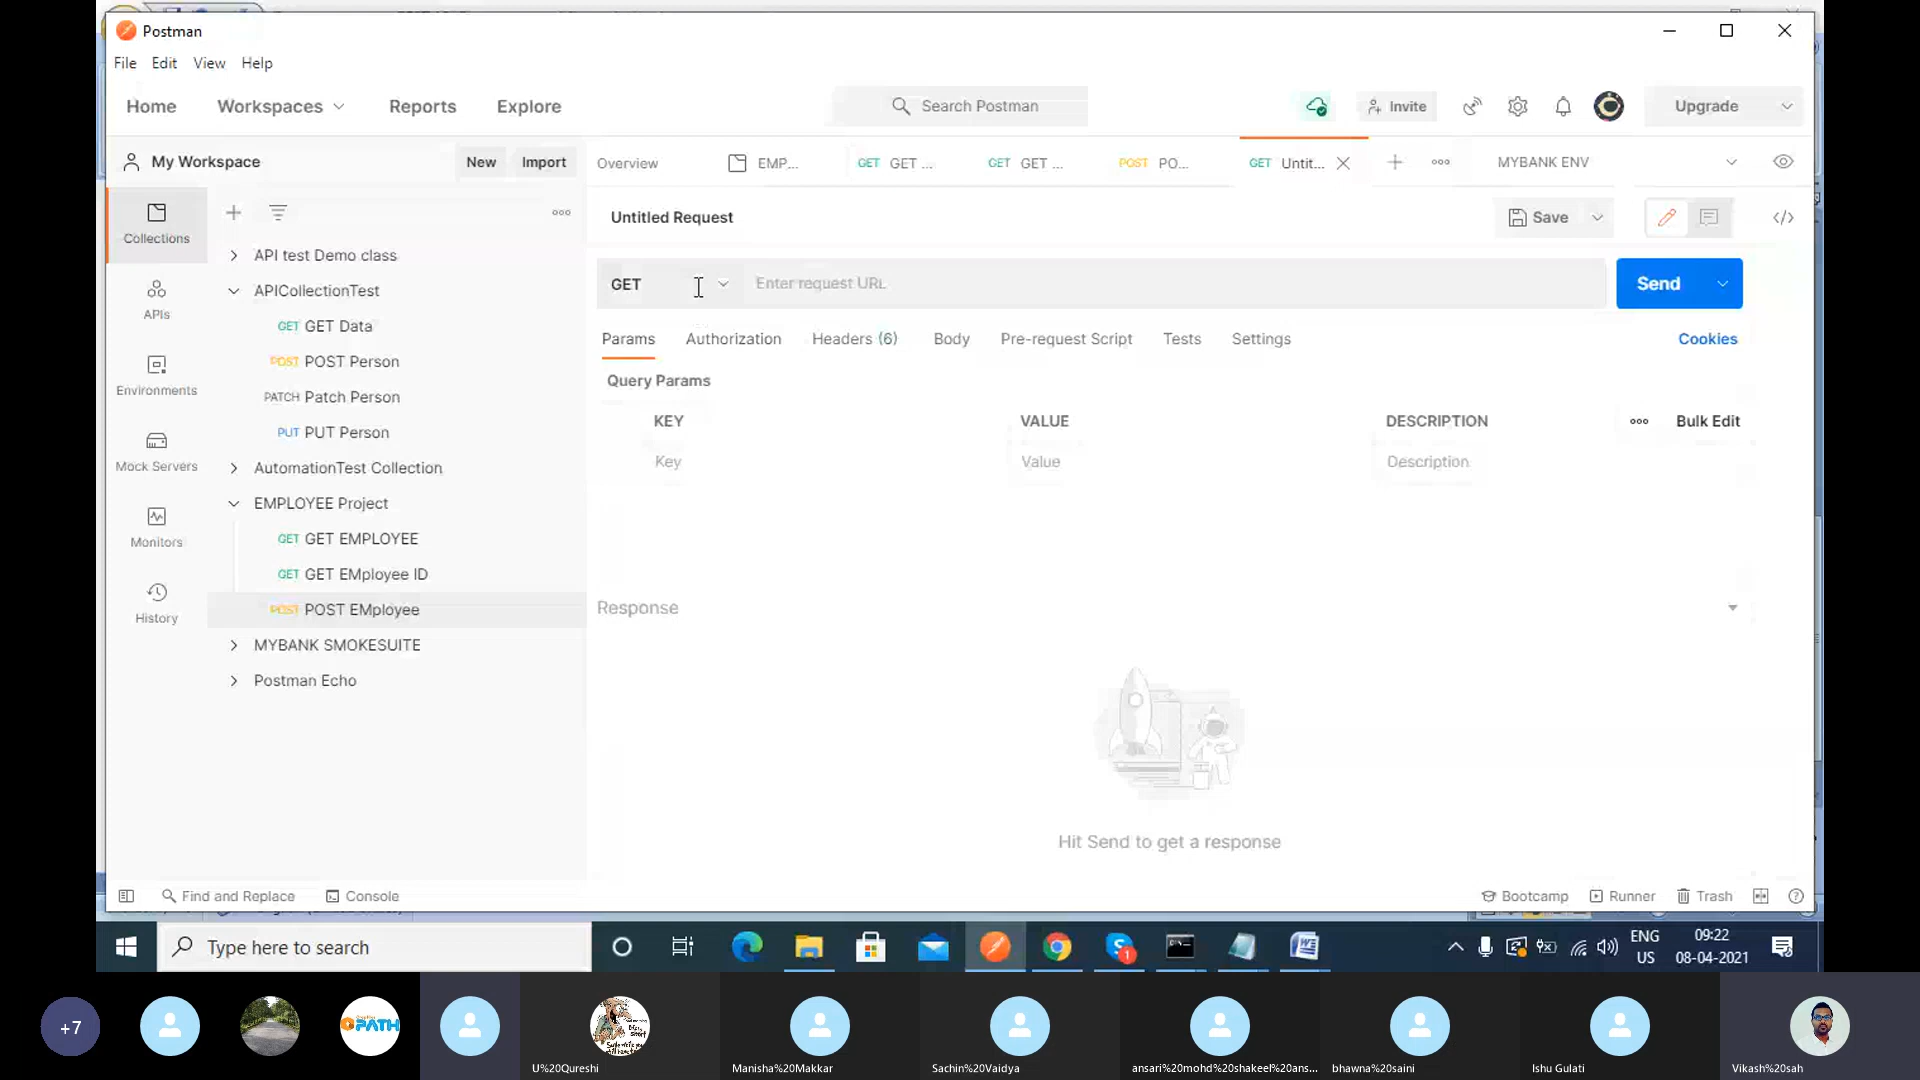 Postman
File Edit View Help
Home Workspaces Reports Explore
Search Postman
Invite
Upgrade
My Workspace
New Import
Overview EMP... GET GET ... GET GET ... POST PO... GET Untit... MYBANK ENV
Collections
APIs
Environments
Mock Servers
Monitors
History
API test Demo class
APICollectionTest
GET GET Data
POST POST Person
PATCH Patch Person
PUT PUT Person
AutomationTest Collection
EMPLOYEE Project
GET GET EMPLOYEE
GET GET EMployee ID
POST POST EMployee
MYBANK SMOKESUITE
Postman Echo
Untitled Request
Save
GET Enter request URL
Send
Params Authorization Headers (6) Body Pre-request Script Tests Settings Cookies
Query Params
KEY VALUE DESCRIPTION Bulk Edit
Key Value Description
Response
Hit Send to get a response
Find and Replace Console
Bootcamp Runner Trash
Type here to search
ENG
US
09:22
08-04-2021
+7
PATH
U%20Qureshi
Manisha%20Makkar
Sachin%20Vaidya
ansari%20mohd%20shakeel%20ans...
bhawna%20saini
Ishu Gulati
Vikash%20sah